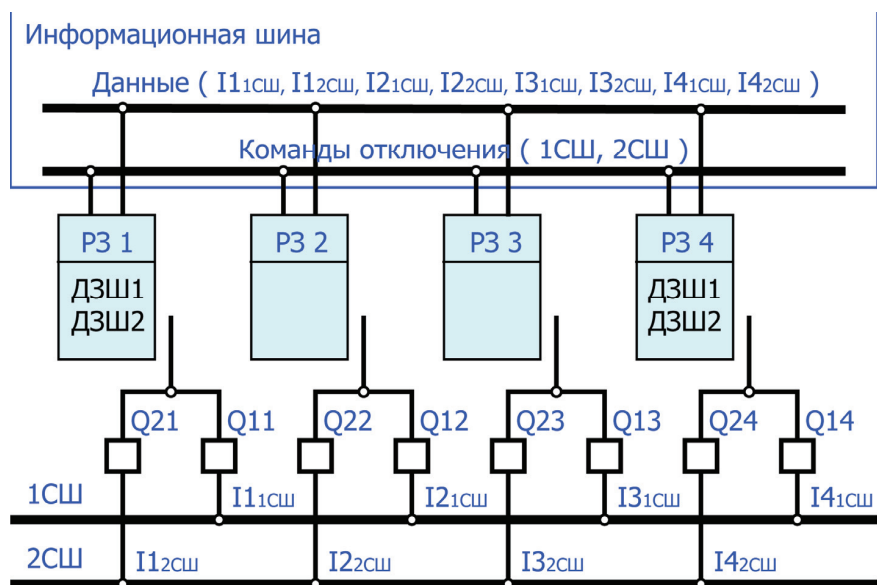 Информационная шина
Данные ( I11СШ, I12СШ, I21СШ, I22СШ, I31СШ, I32СШ, I41СШ, I42СШ )
Команды отключения ( 1СШ, 2СШ )
РЗ 1 РЗ 2 РЗ 3 РЗ 4
ДЗШ1 ДЗШ1
ДЗШ2 ДЗШ2
Q21 Q11 Q22 Q12 Q23 Q13 Q24 Q14
1СШ I11СШ I21СШ I31СШ I41СШ
2СШ I12СШ I22СШ I32СШ I42СШ